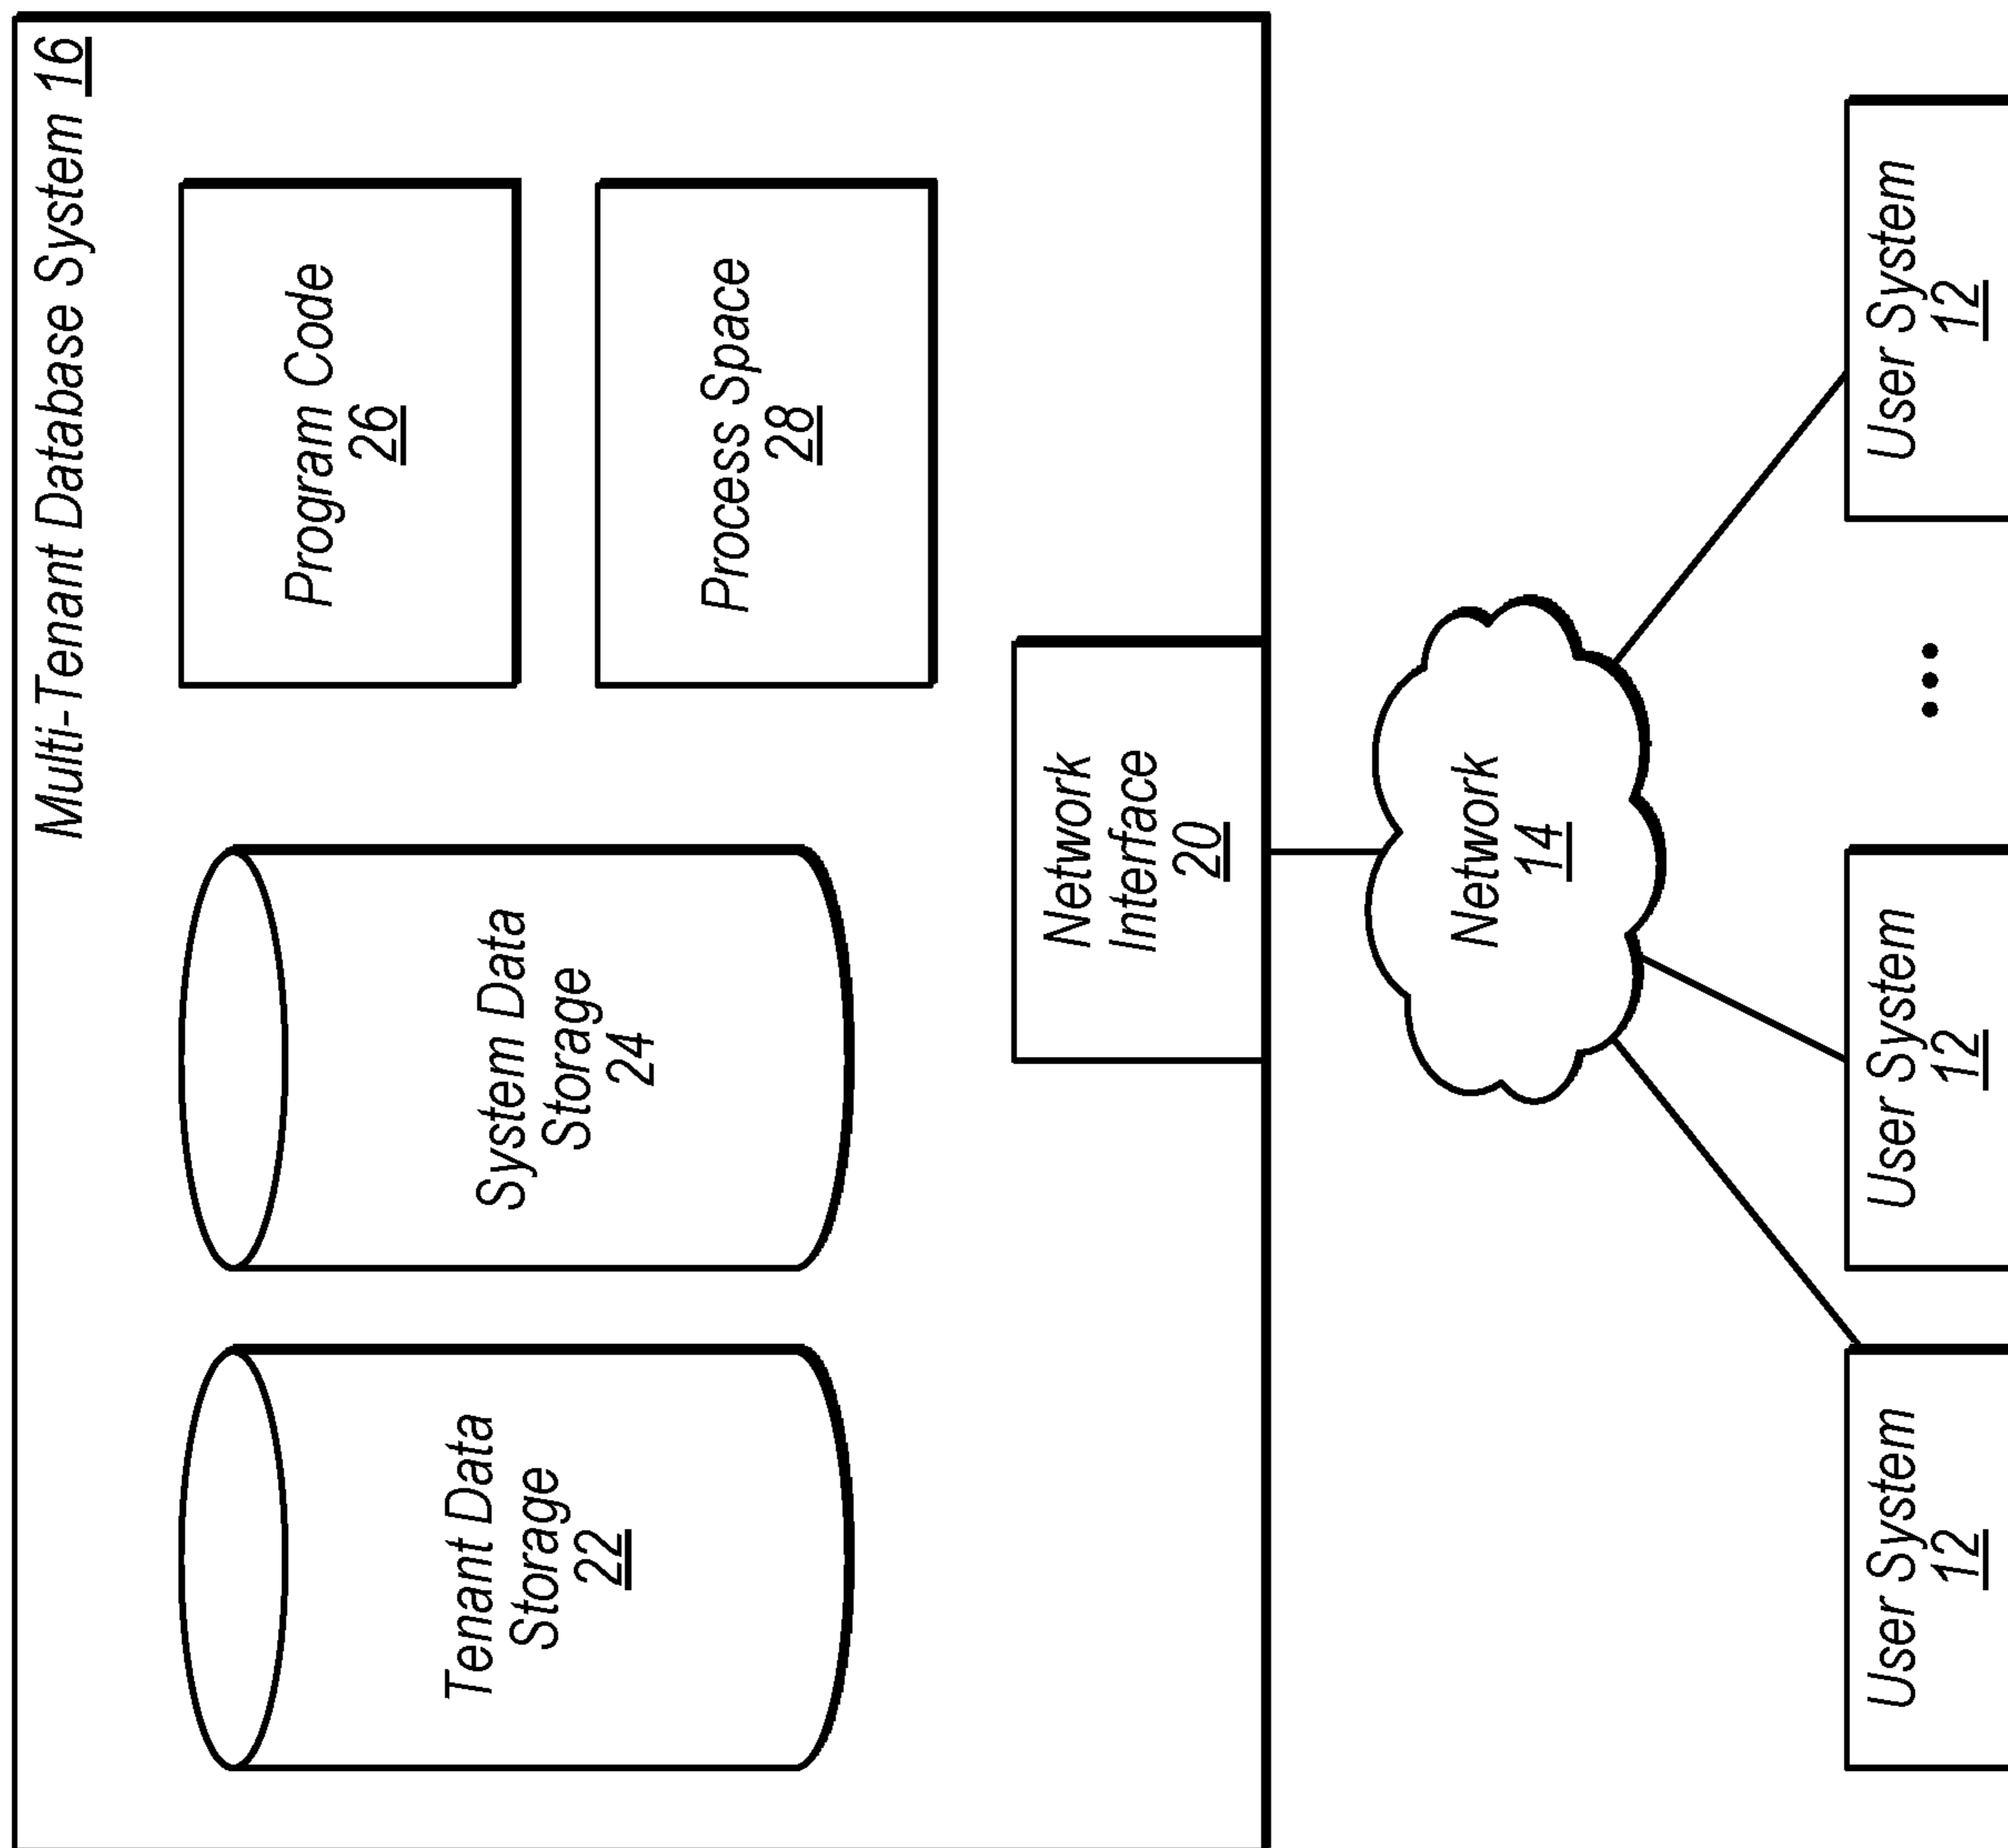 Multi-Tenant Database System 16
Tenant Data
Storage
22
System Data
Storage
24
Program Code
26
Process Space
28
Network
Interface
20
Network
14
User System
12
User System
12
...
User System
12